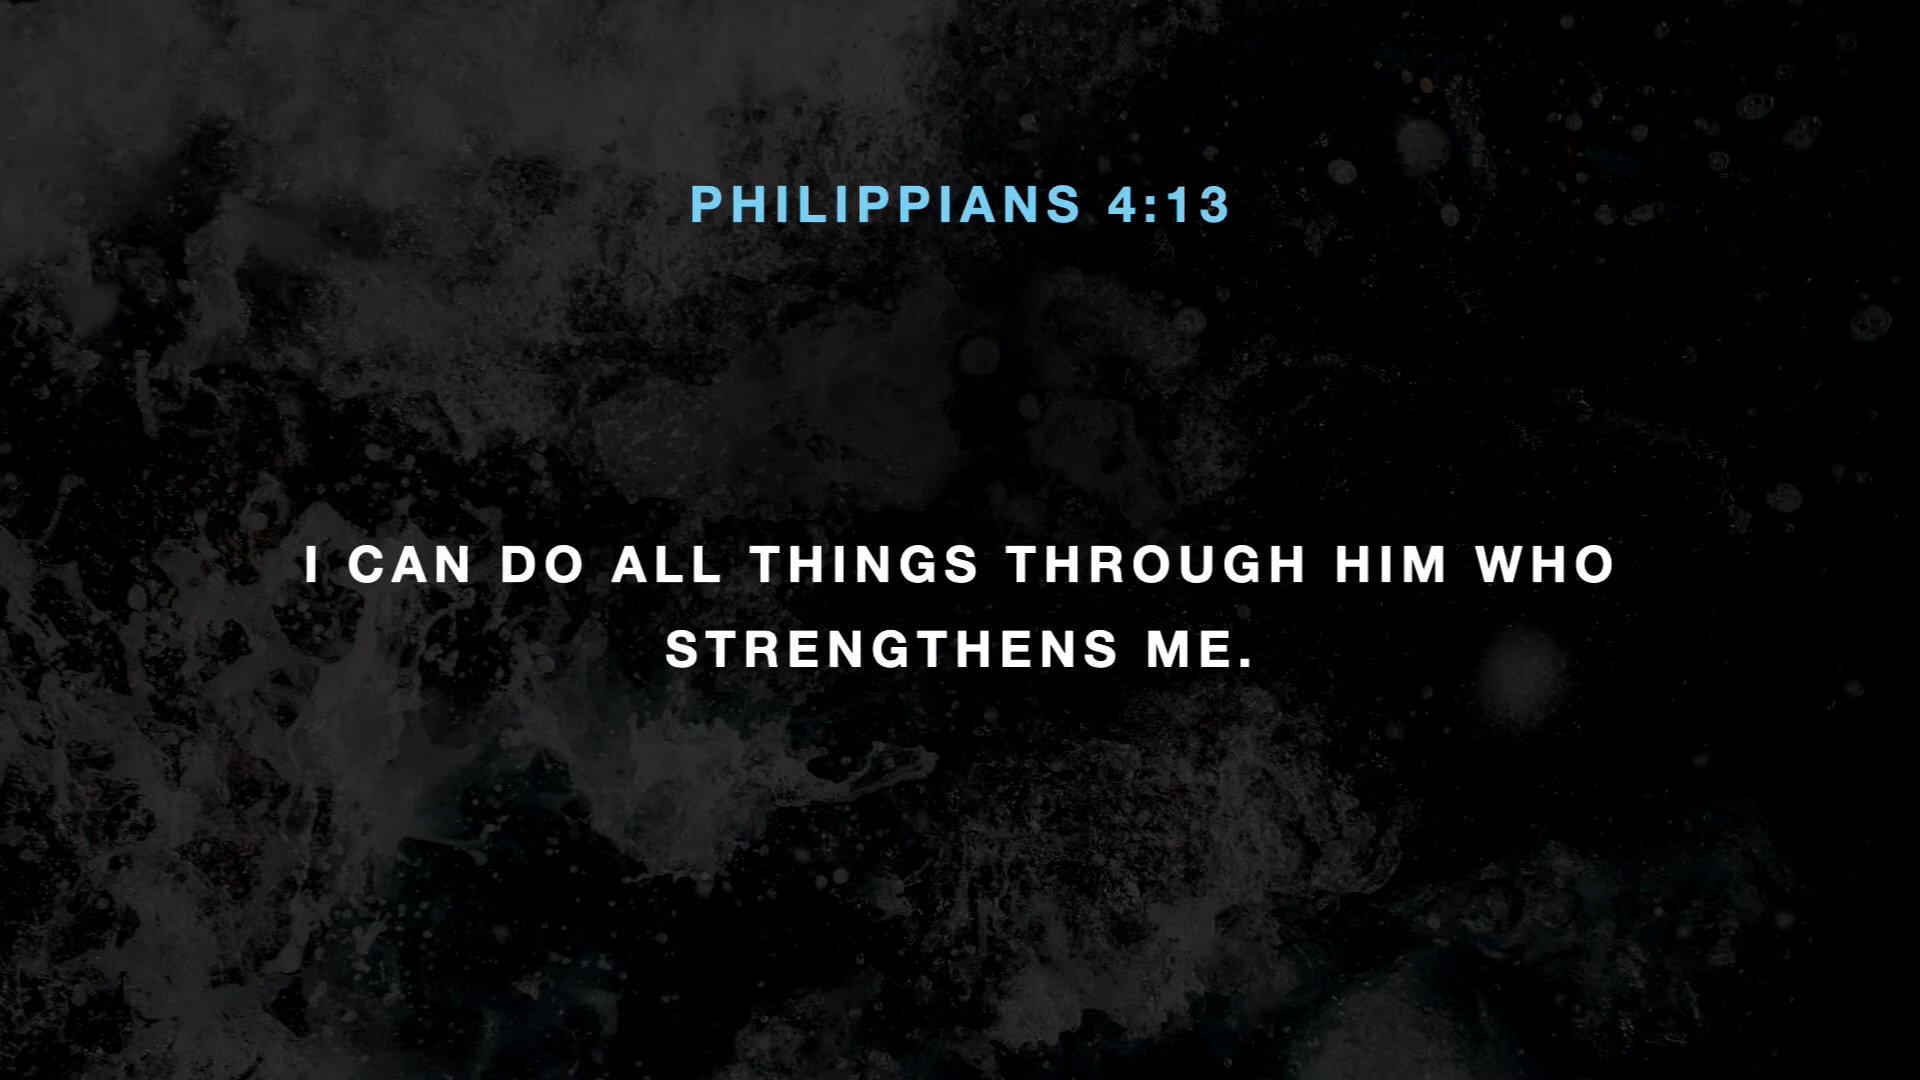 PHILIPPIANS 4:13
I CAN DO ALL THINGS THROUGH HIM WHO
STRENGTHENS ME.